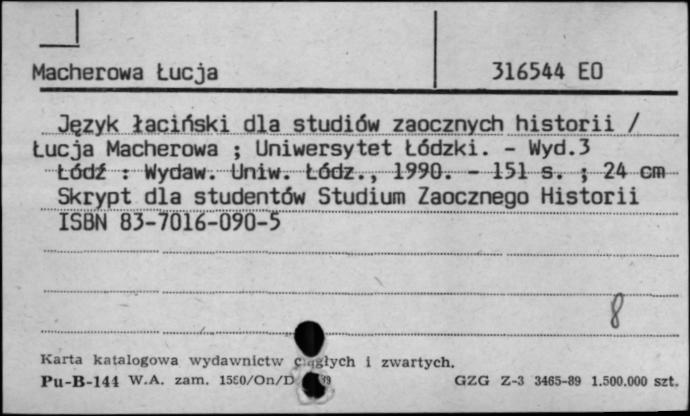 Macherowa Łucja 316544 EO
Język łaciński dla studiów zaocznych historii /
Łucja Macherowa ; Uniwersytet Łódzki. - Wyd.3
Łódź : Wydaw. Uniw. Łódz., 1990. - 151 s. ; 24 cm
Skrypt dla studentów Studium Zaocznego Historii
ISBN 83-7016-090-5
8
Karta katalogowa wydawnictw i zwartych.
Pu-B-144 W.A. zam. GZG Z-3 3465-89 1.500.000 szt.